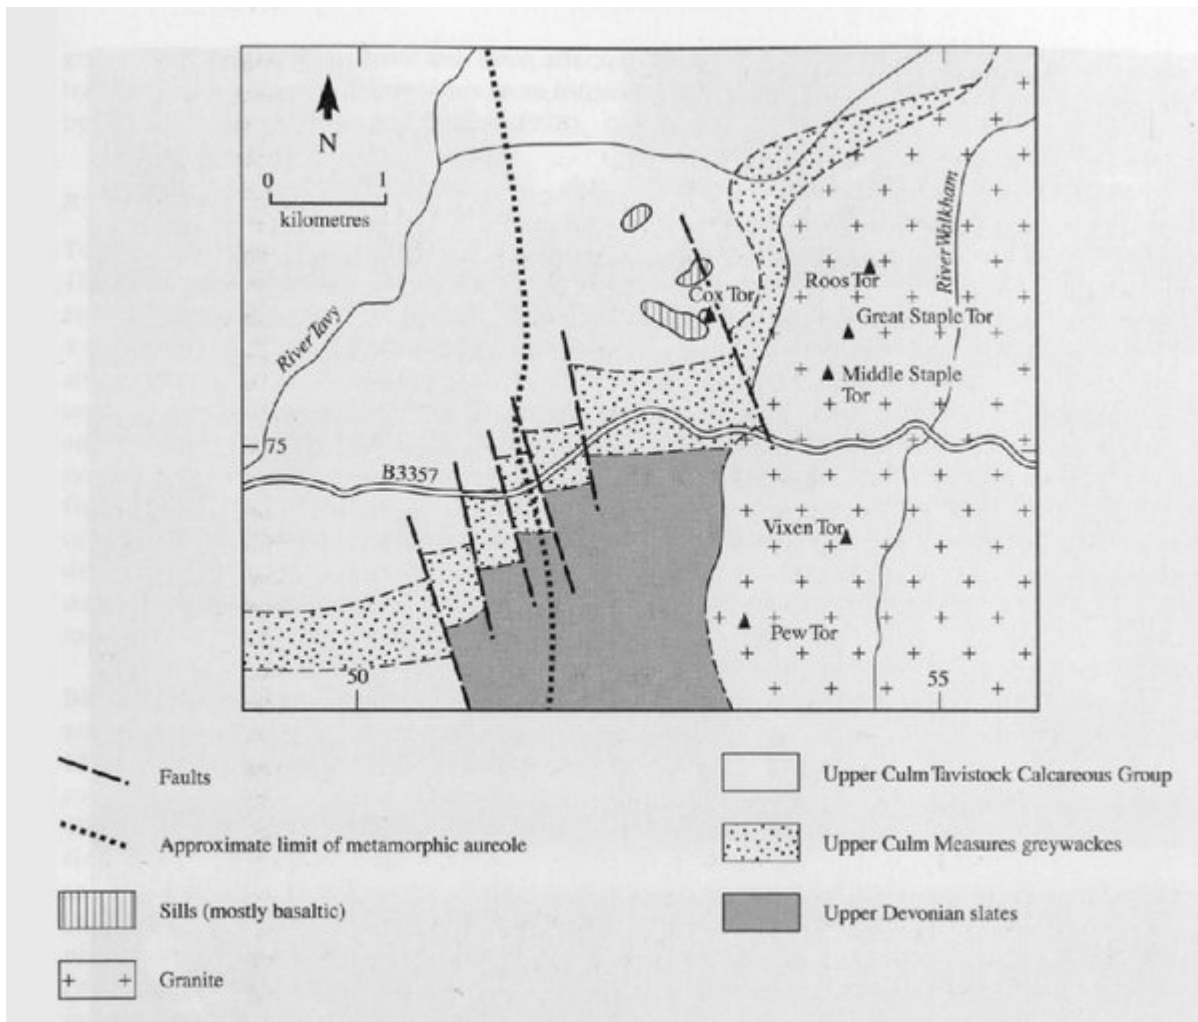 N
0 1
kilometres
River Tavy
River Walkham
Cox Tor
Roos Tor
Great Staple Tor
Middle Staple
Tor
75
B3357
Vixen Tor
Pew Tor
50
55
Faults
Approximate limit of metamorphic aureole
Sills (mostly basaltic)
Granite
Upper Culm Tavistock Calcareous Group
Upper Culm Measures greywackes
Upper Devonian slates